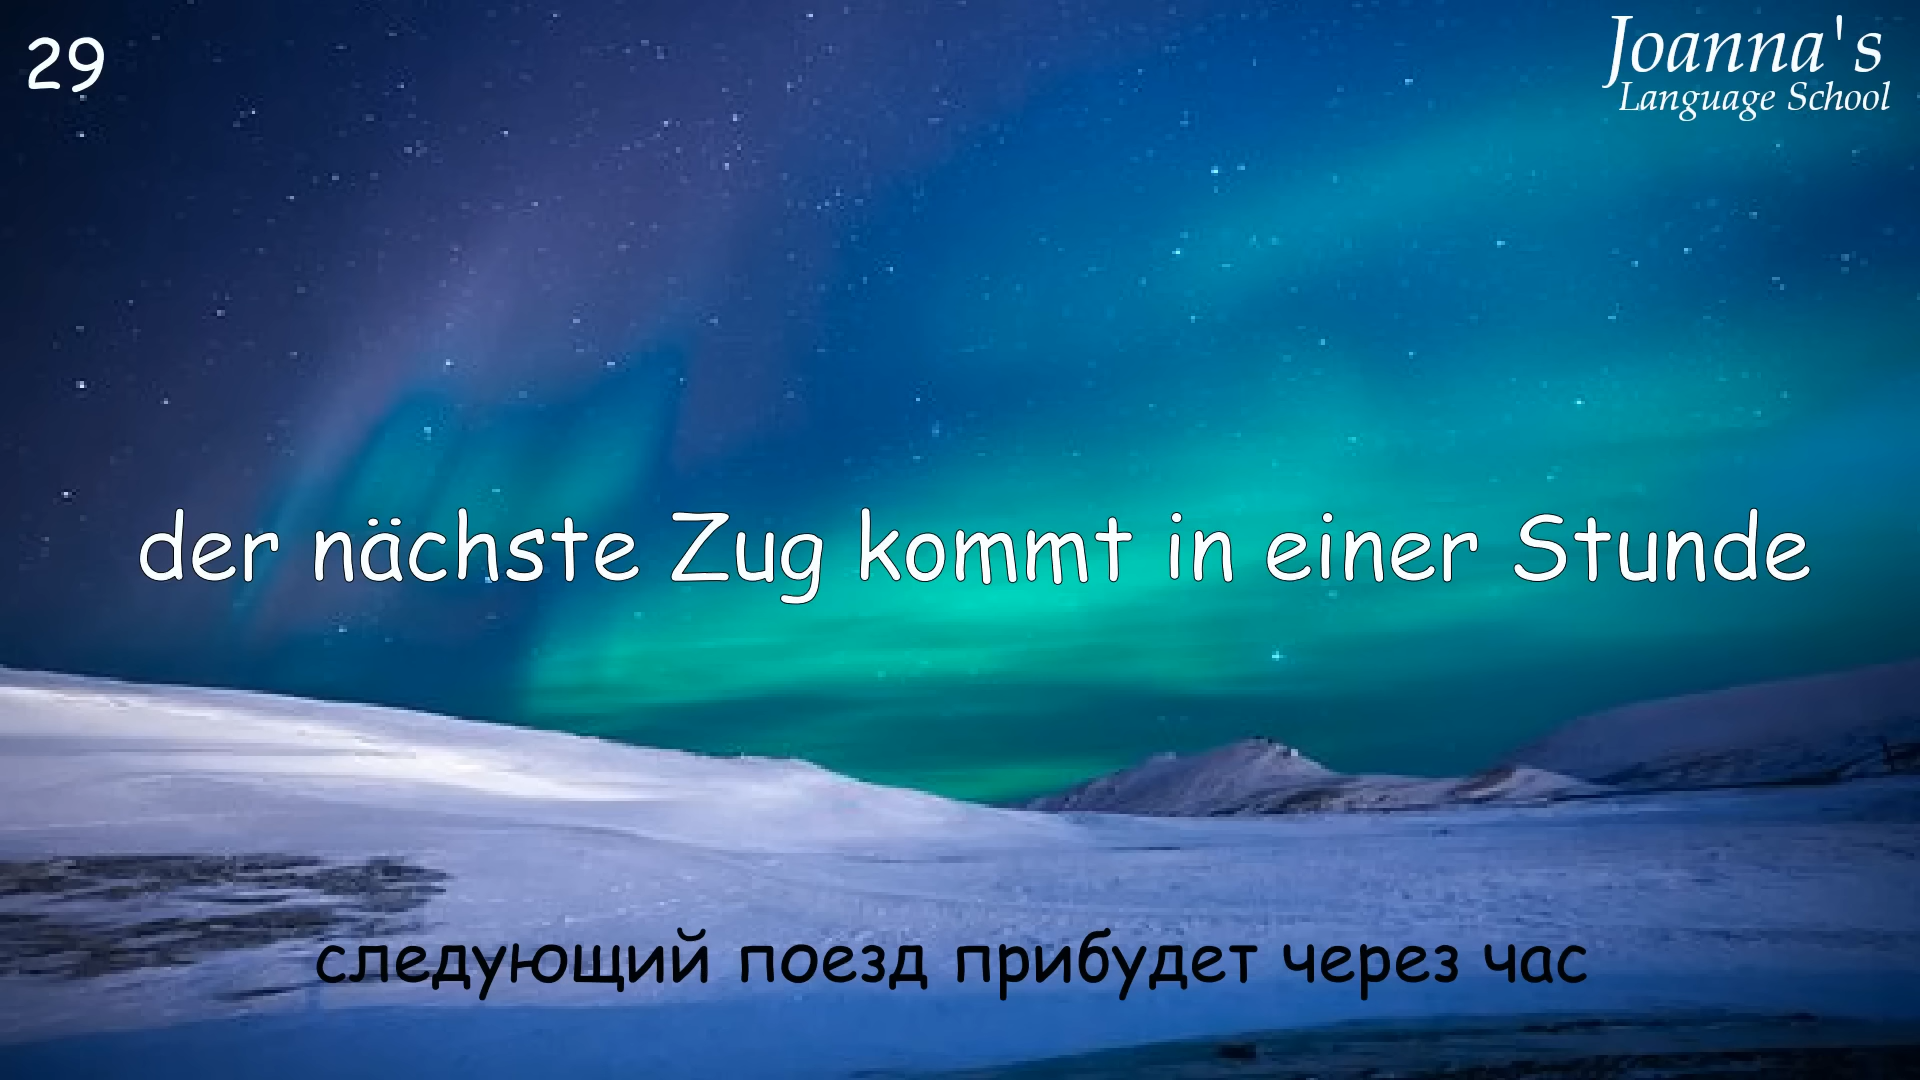 29
Joanna's
Language School
der nächste Zug kommt in einer Stunde
следующий поезд прибудет через час